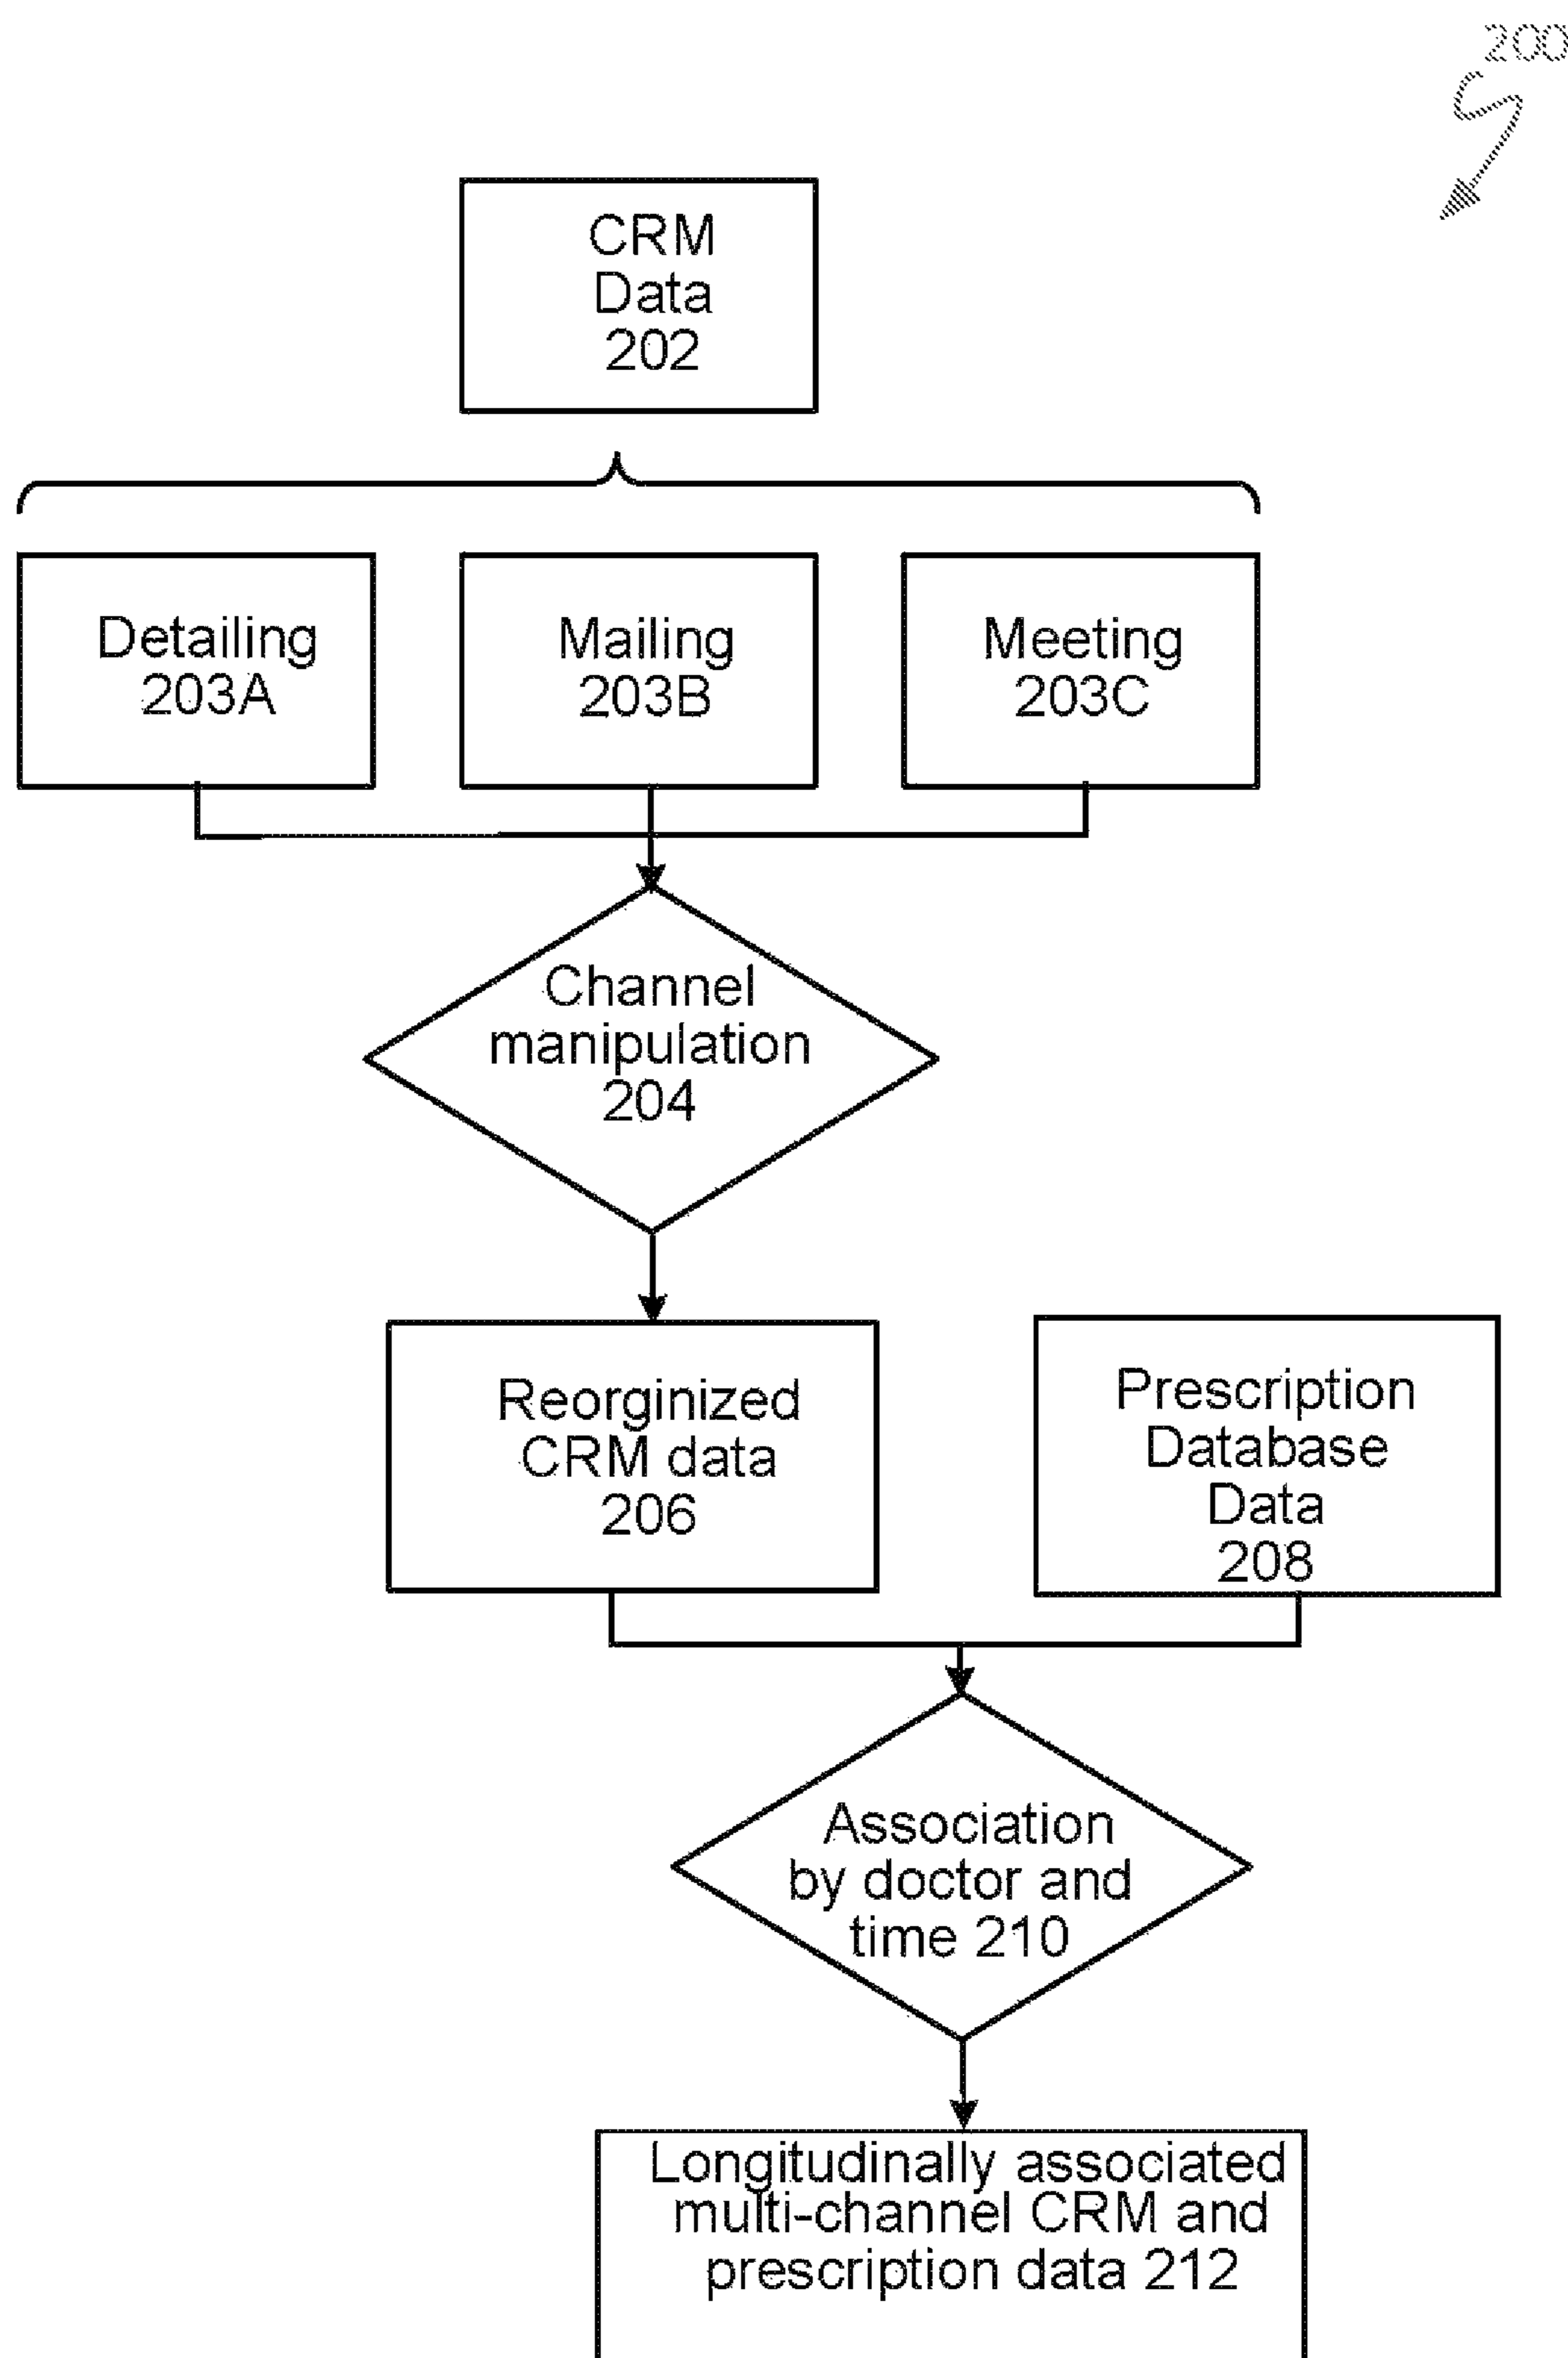 200
CRM
Data
202
Detailing
203A
Mailing
203B
Meeting
203C
Channel
manipulation
204
Reorginized
CRM data
206
Prescription
Database
Data
208
Association
by doctor and
time 210
Longitudinally associated
multi-channel CRM and
prescription data 212